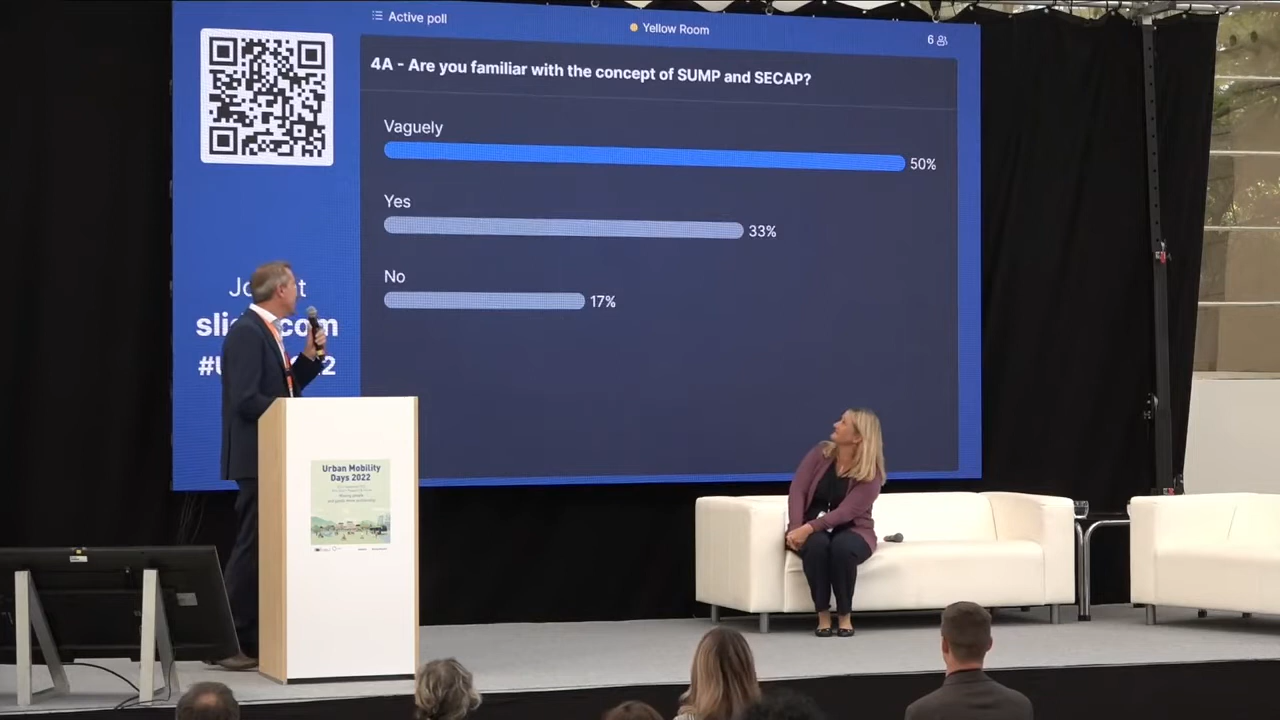 Active poll
Yellow Room
6
4A - Are you familiar with the concept of SUMP and SECAP?
Vaguely
50%
Yes
33%
No
17%
Urban Mobility
Days 2022